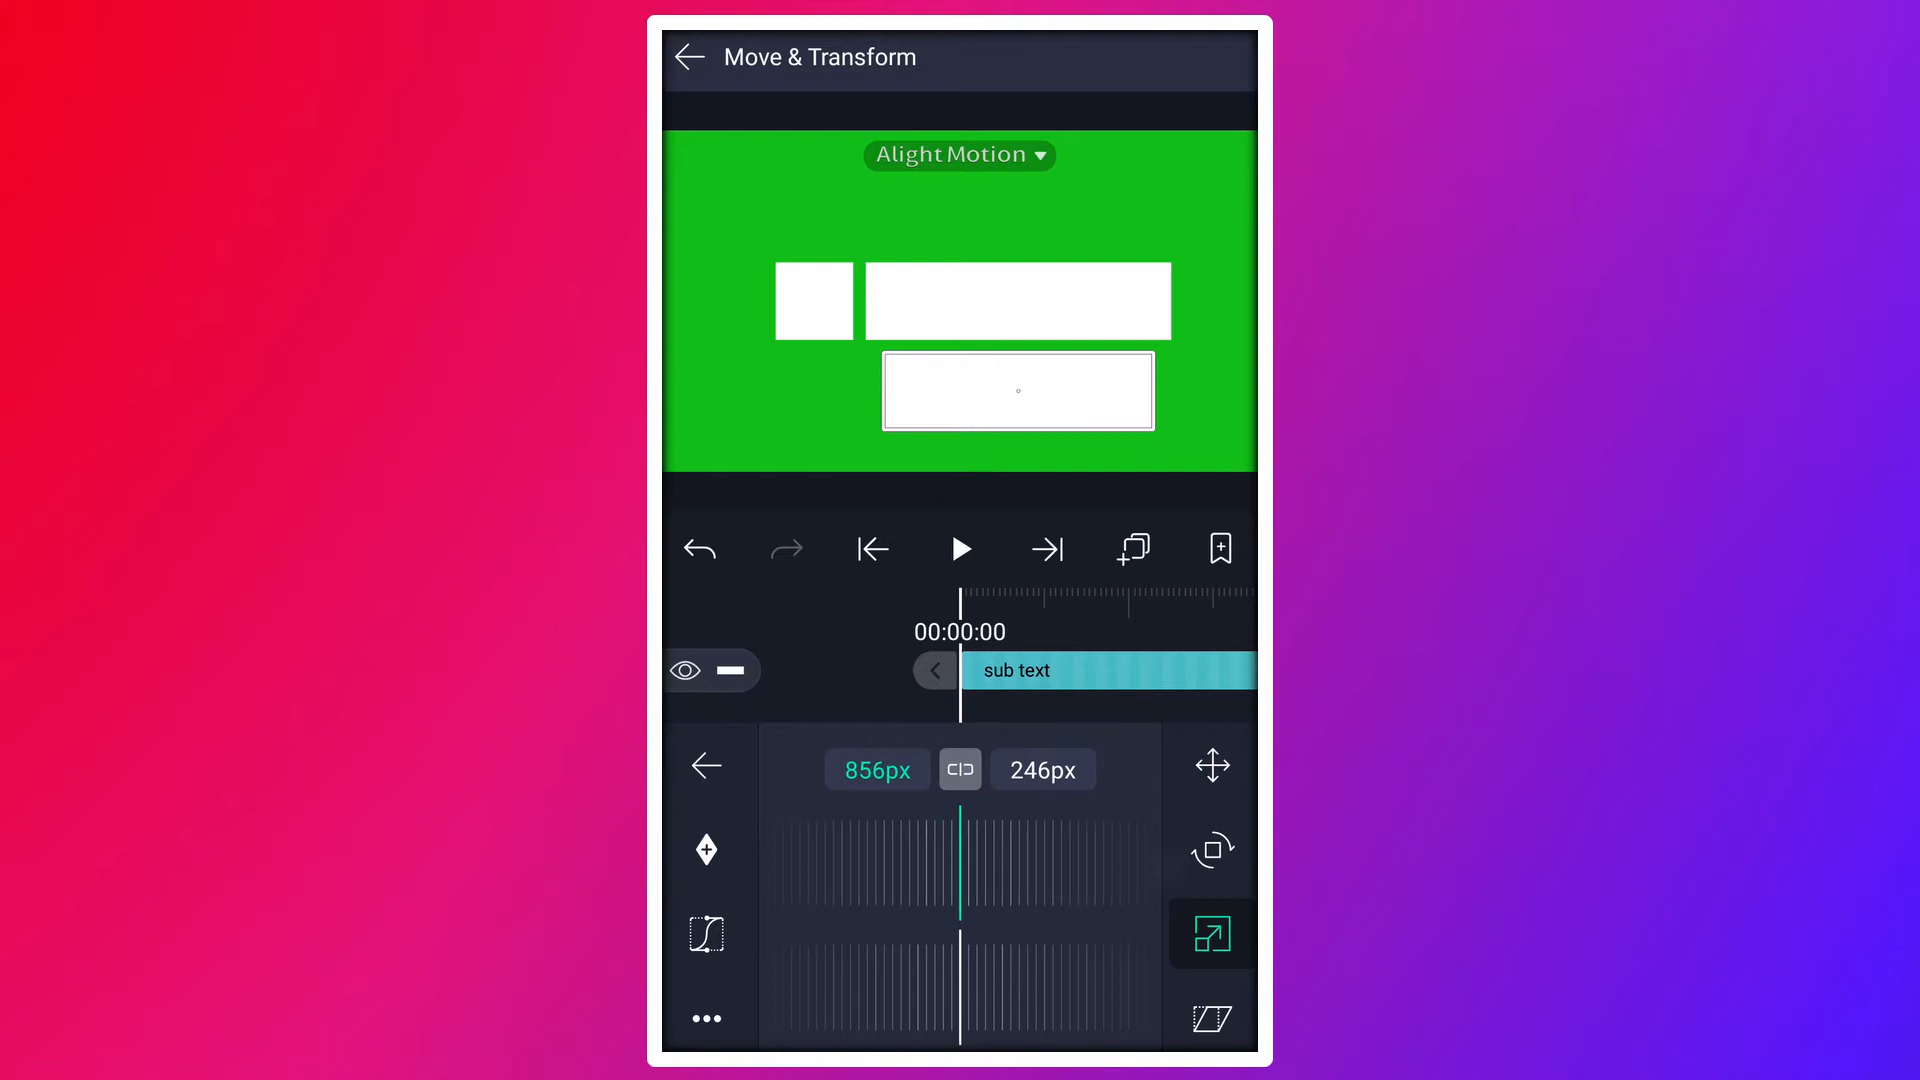 Move & Transform
Alight Motion
00:00:00
sub text
856px
246px